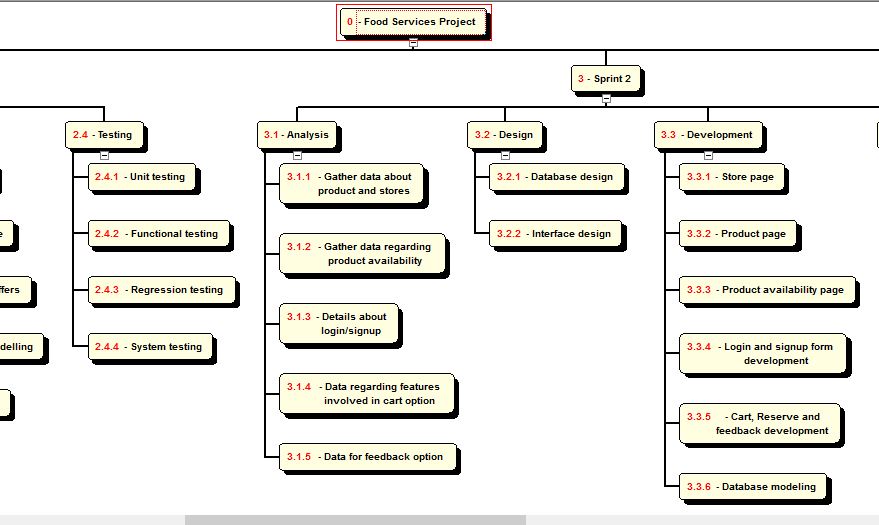 0 - Food Services Project
3 - Sprint 2
2.4 - Testing
2.4.1 - Unit testing
2.4.2 - Functional testing
2.4.3 - Regression testing
2.4.4 - System testing
3.1 - Analysis
3.1.1 - Gather data about
product and stores
3.1.2 - Gather data regarding
product availability
3.1.3 - Details about
login/signup
3.1.4 - Data regarding features
involved in cart option
3.1.5 - Data for feedback option
3.2 - Design
3.2.1 - Database design
3.2.2 - Interface design
3.3 - Development
3.3.1 - Store page
3.3.2 - Product page
3.3.3 - Product availability page
3.3.4 - Login and signup form
development
3.3.5 - Cart, Reserve and
feedback development
3.3.6 - Database modeling